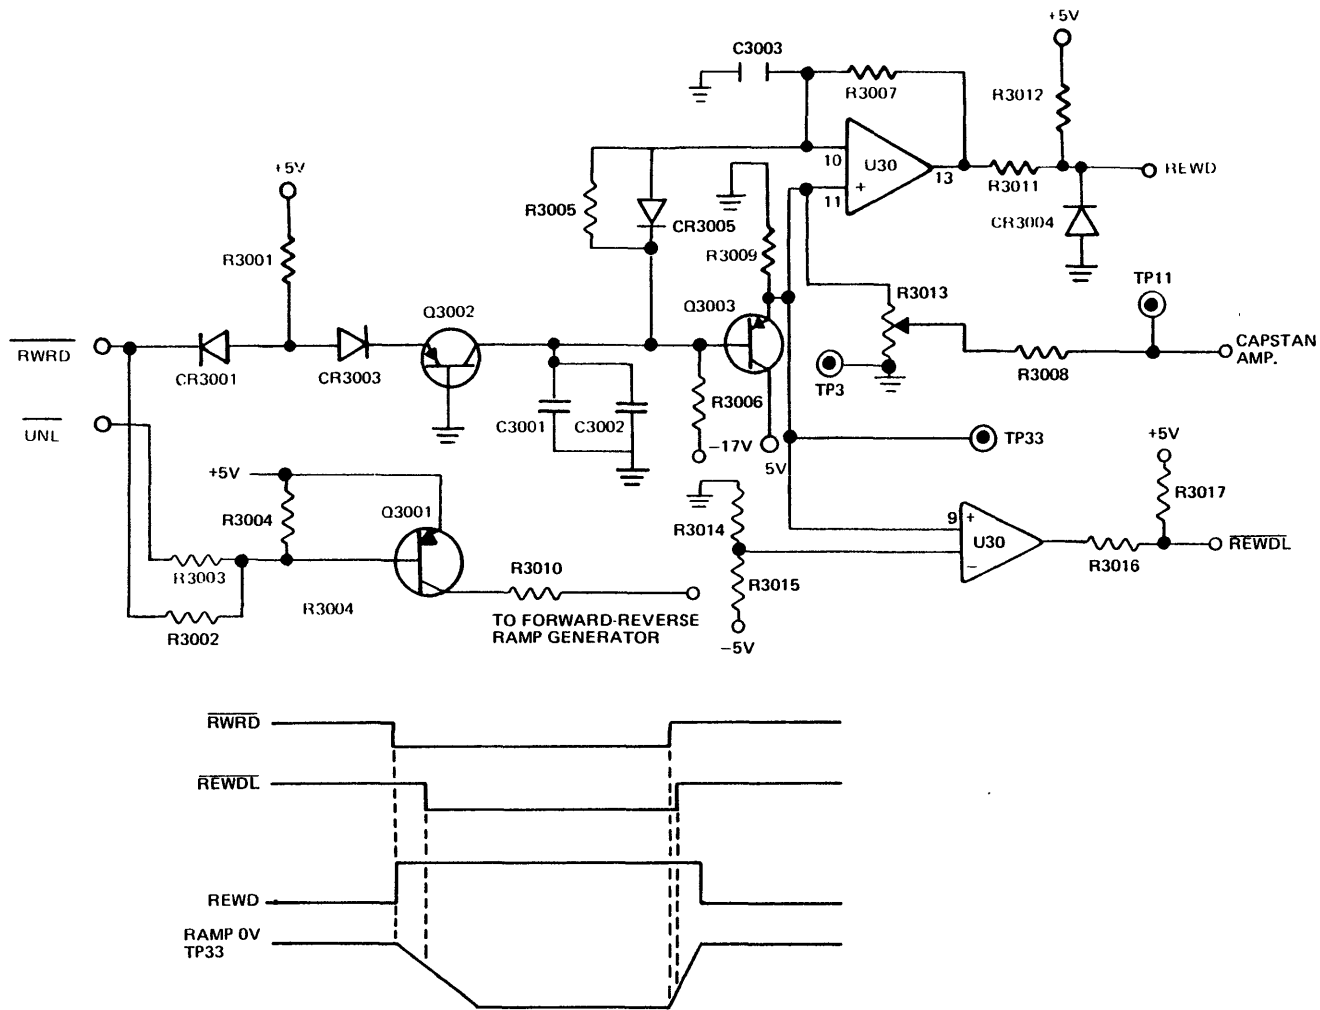 +5V
C3003
R3007
R3012
10
U30
13
11
+
R3011
REWD
+5V
R3005
CR3005
R3009
CR3004
R3001
TP11
Q3002
Q3003
R3013
RWRD
CR3001
CR3003
CAPSTAN
AMP.
TP3
R3008
UNL
C3001
C3002
R3006
-17V
5V
TP33
+5V
+5V
R3004
Q3001
R3014
9
+
U30
−
R3017
REWDL
R3016
R3003
R3010
R3015
R3004
R3002
TO FORWARD-REVERSE
RAMP GENERATOR
−5V
RWRD
REWDL
REWD
RAMP 0V
TP33